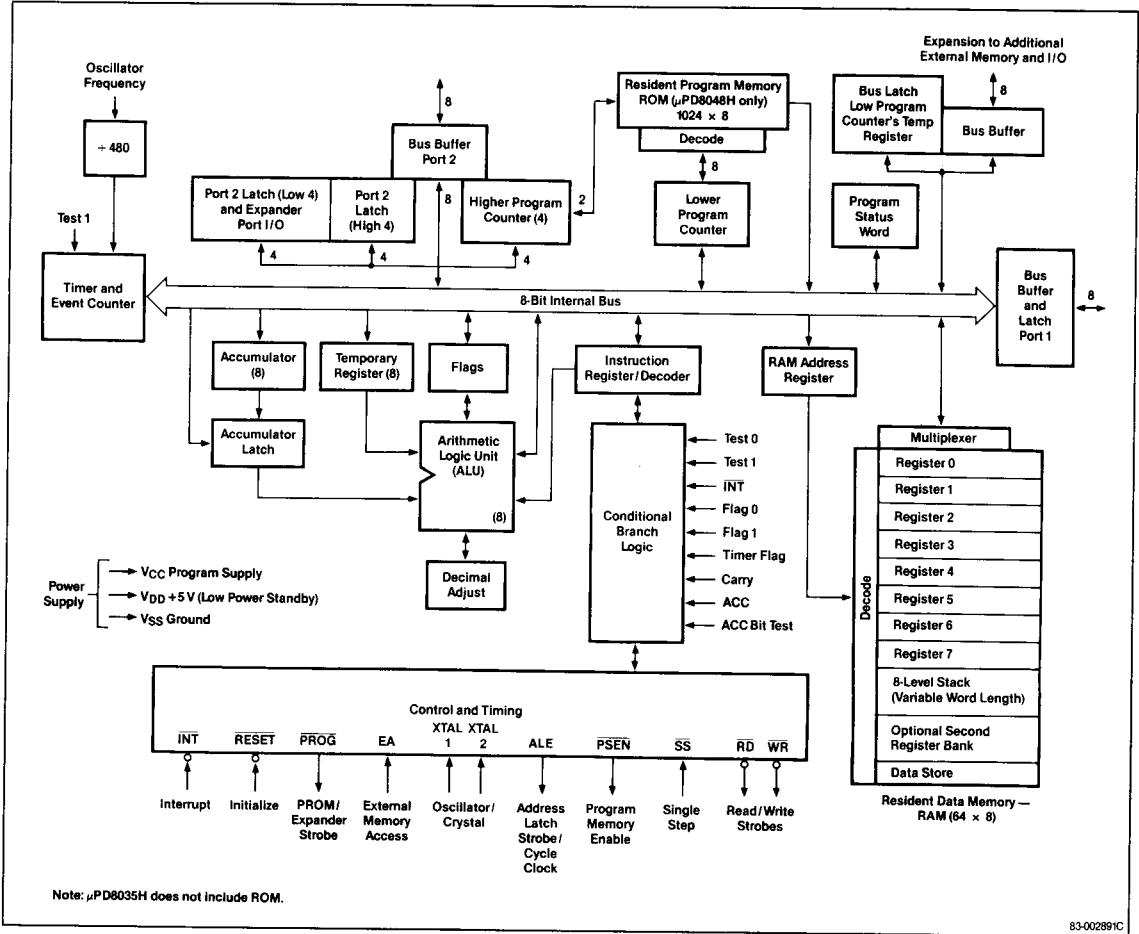 Expansion to Additional
External Memory and I/O
8
Oscillator
Frequency
÷ 480
Test 1
Timer and
Event Counter
8
Bus Buffer
Port 2
Port 2 Latch (Low 4)
and Expander
Port I/O
Port 2
Latch
(High 4)
8
Higher Program
Counter (4)
2
4
4
4
Resident Program Memory
ROM (μPD8048H only)
1024 × 8
Decode
8
Lower
Program
Counter
Bus Latch
Low Program
Counter's Temp
Register
Bus Buffer
Program
Status
Word
Bus
Buffer
and
Latch
Port 1
8
8-Bit Internal Bus
Accumulator
(8)
Temporary
Register (8)
Flags
Instruction
Register/Decoder
RAM Address
Register
Accumulator
Latch
Arithmetic
Logic Unit
(ALU)
(8)
Decimal
Adjust
Conditional
Branch
Logic
Test 0
Test 1
I̅N̅T̅
Flag 0
Flag 1
Timer Flag
Carry
ACC
ACC Bit Test
Multiplexer
Decode
Register 0
Register 1
Register 2
Register 3
Register 4
Register 5
Register 6
Register 7
8-Level Stack
(Variable Word Length)
Optional Second
Register Bank
Data Store
Resident Data Memory —
RAM (64 × 8)
Power
Supply
VCC Program Supply
VDD +5 V (Low Power Standby)
VSS Ground
Control and Timing
I̅N̅T̅
R̅E̅S̅E̅T̅
P̅R̅O̅G̅
EA
XTAL
1
XTAL
2
ALE
P̅S̅E̅N̅
S̅S̅
R̅D̅
W̅R̅
Interrupt
Initialize
PROM/
Expander
Strobe
External
Memory
Access
Oscillator/
Crystal
Address
Latch
Strobe/
Cycle
Clock
Program
Memory
Enable
Single
Step
Read/Write
Strobes
Note: μPD8035H does not include ROM.
83-002891C